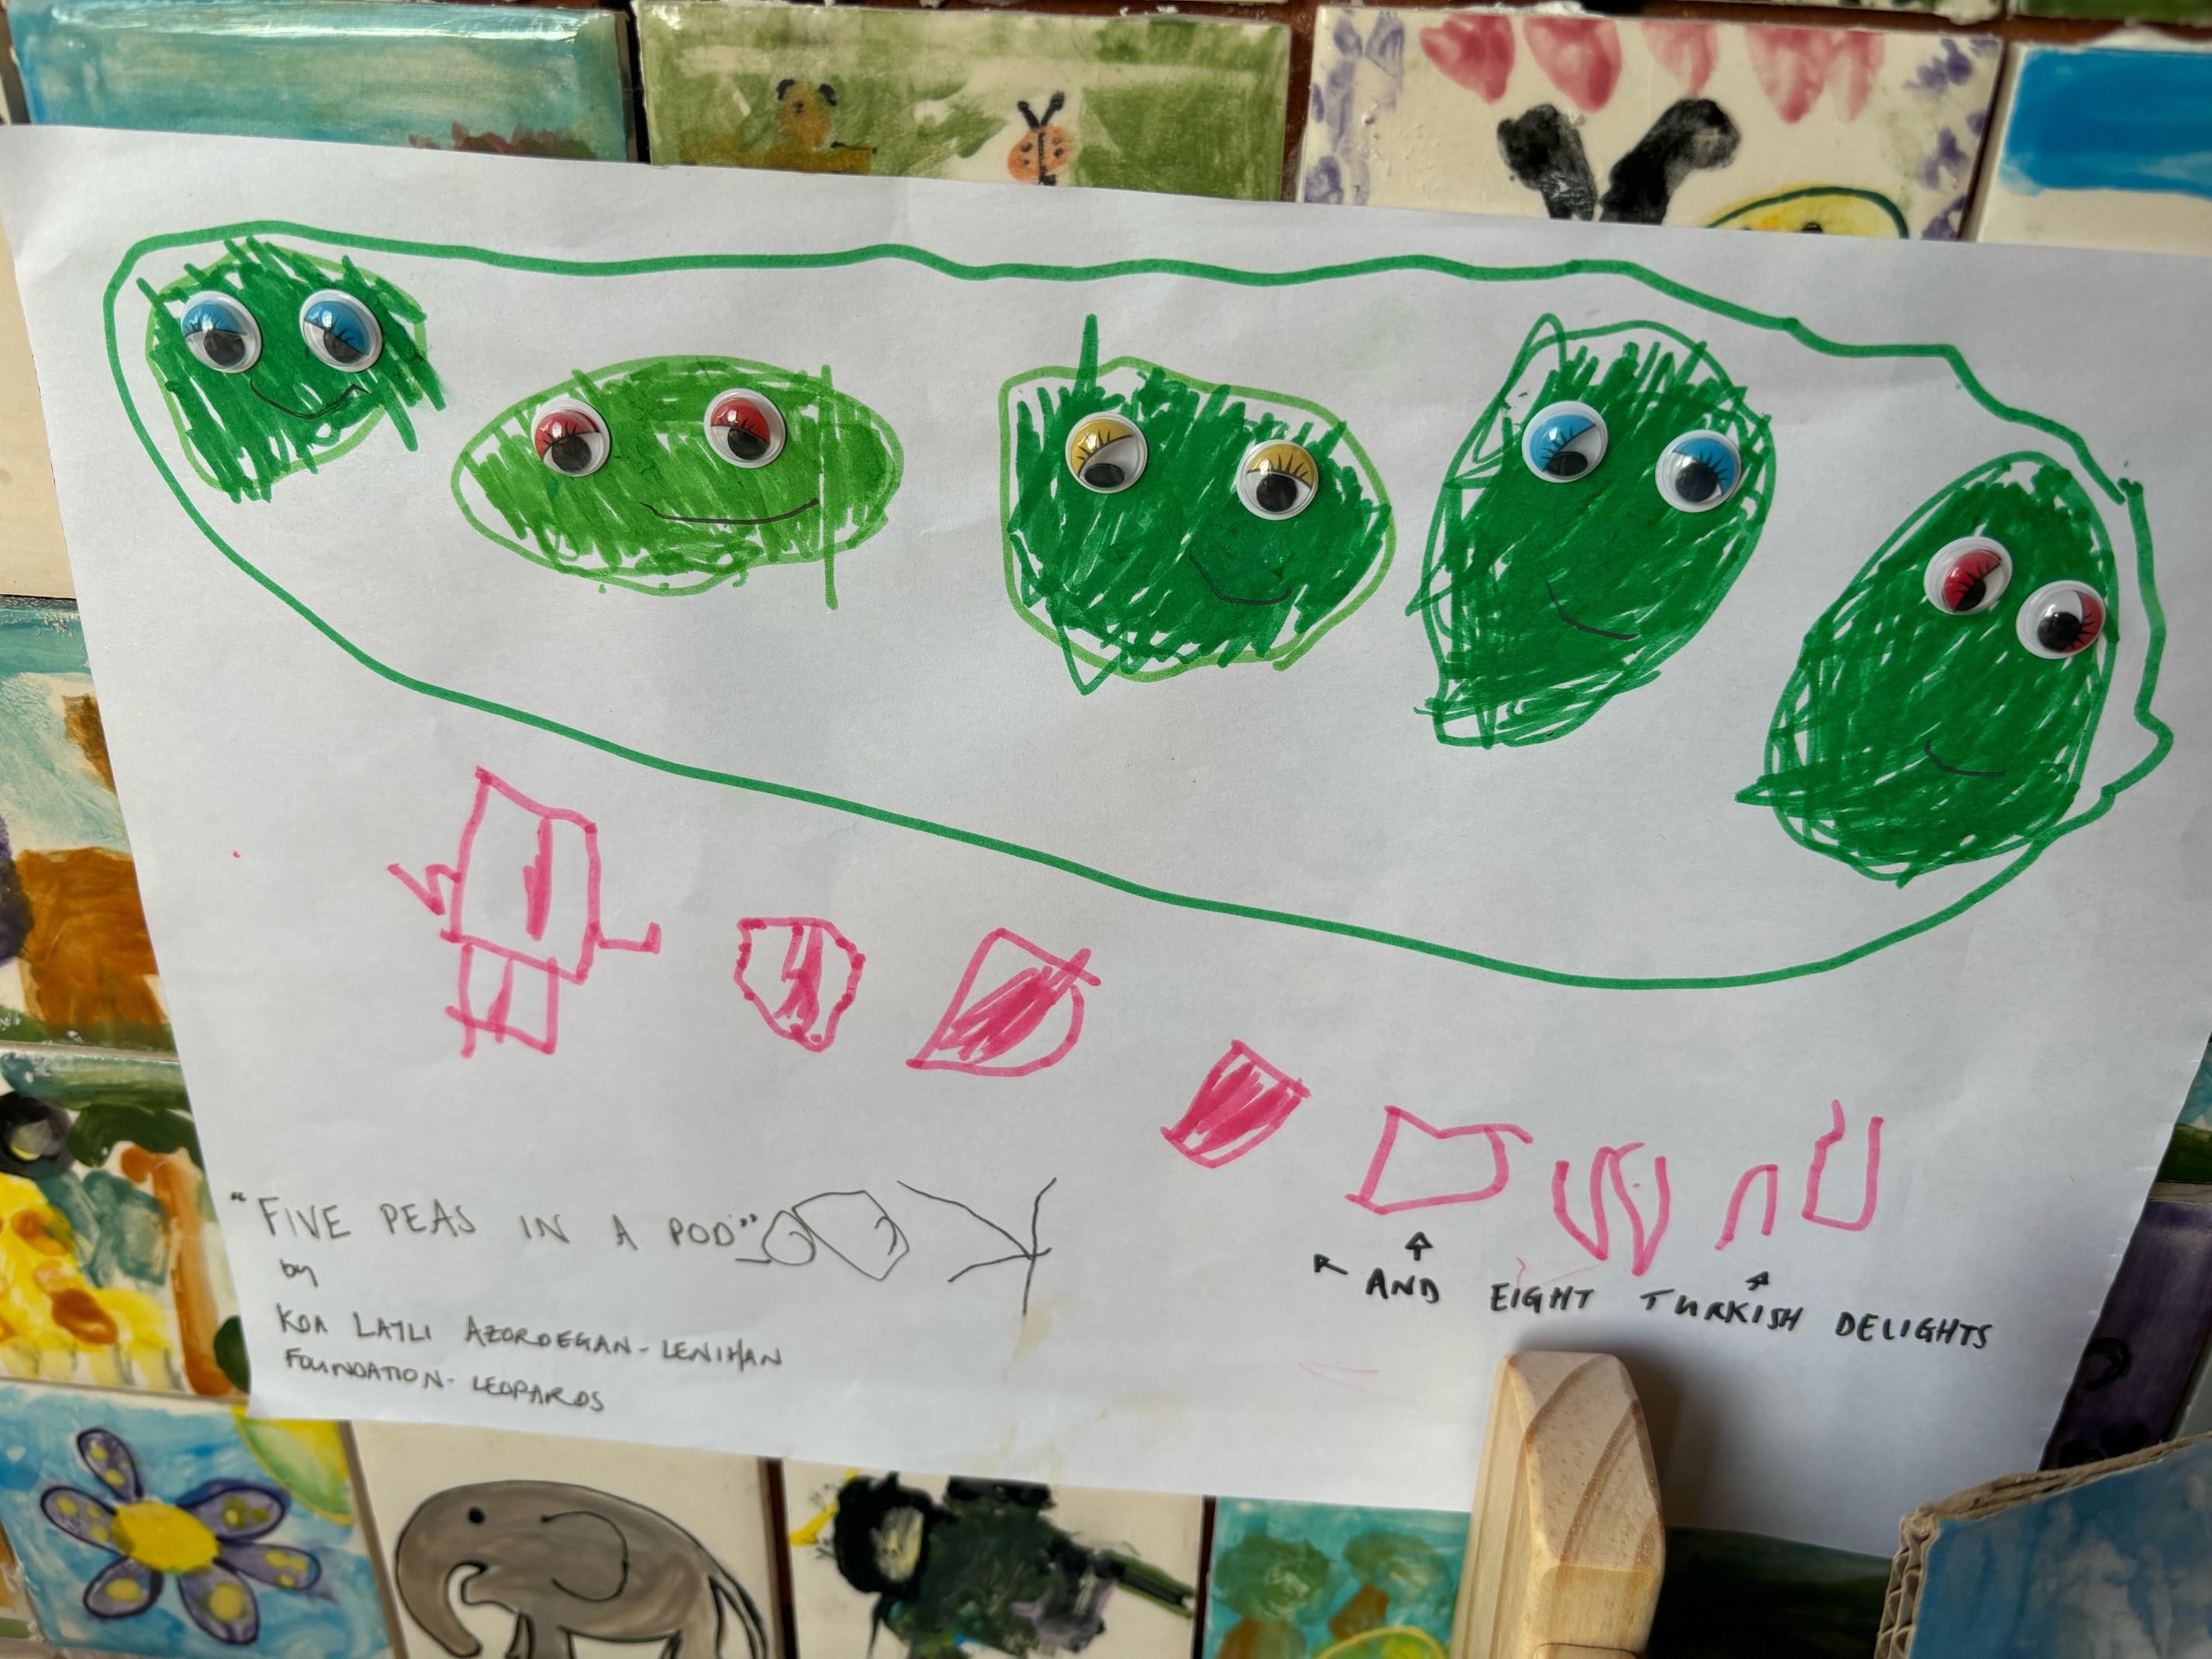 "FIVE PEAS IN A POD"
by
KOA LAYLI AZORDEGAN-LENIHAN
FOUNDATION- LEOPARDS
AND EIGHT TURKISH DELIGHTS